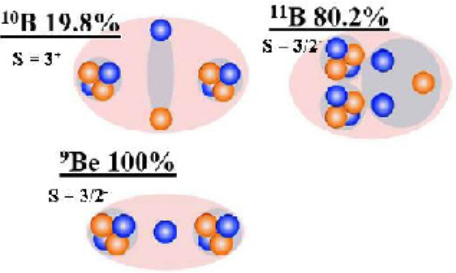 ¹⁰B 19.8%
S = 3⁺
¹¹B 80.2%
S = 3/2⁻
⁹Be 100%
S = 3/2⁻